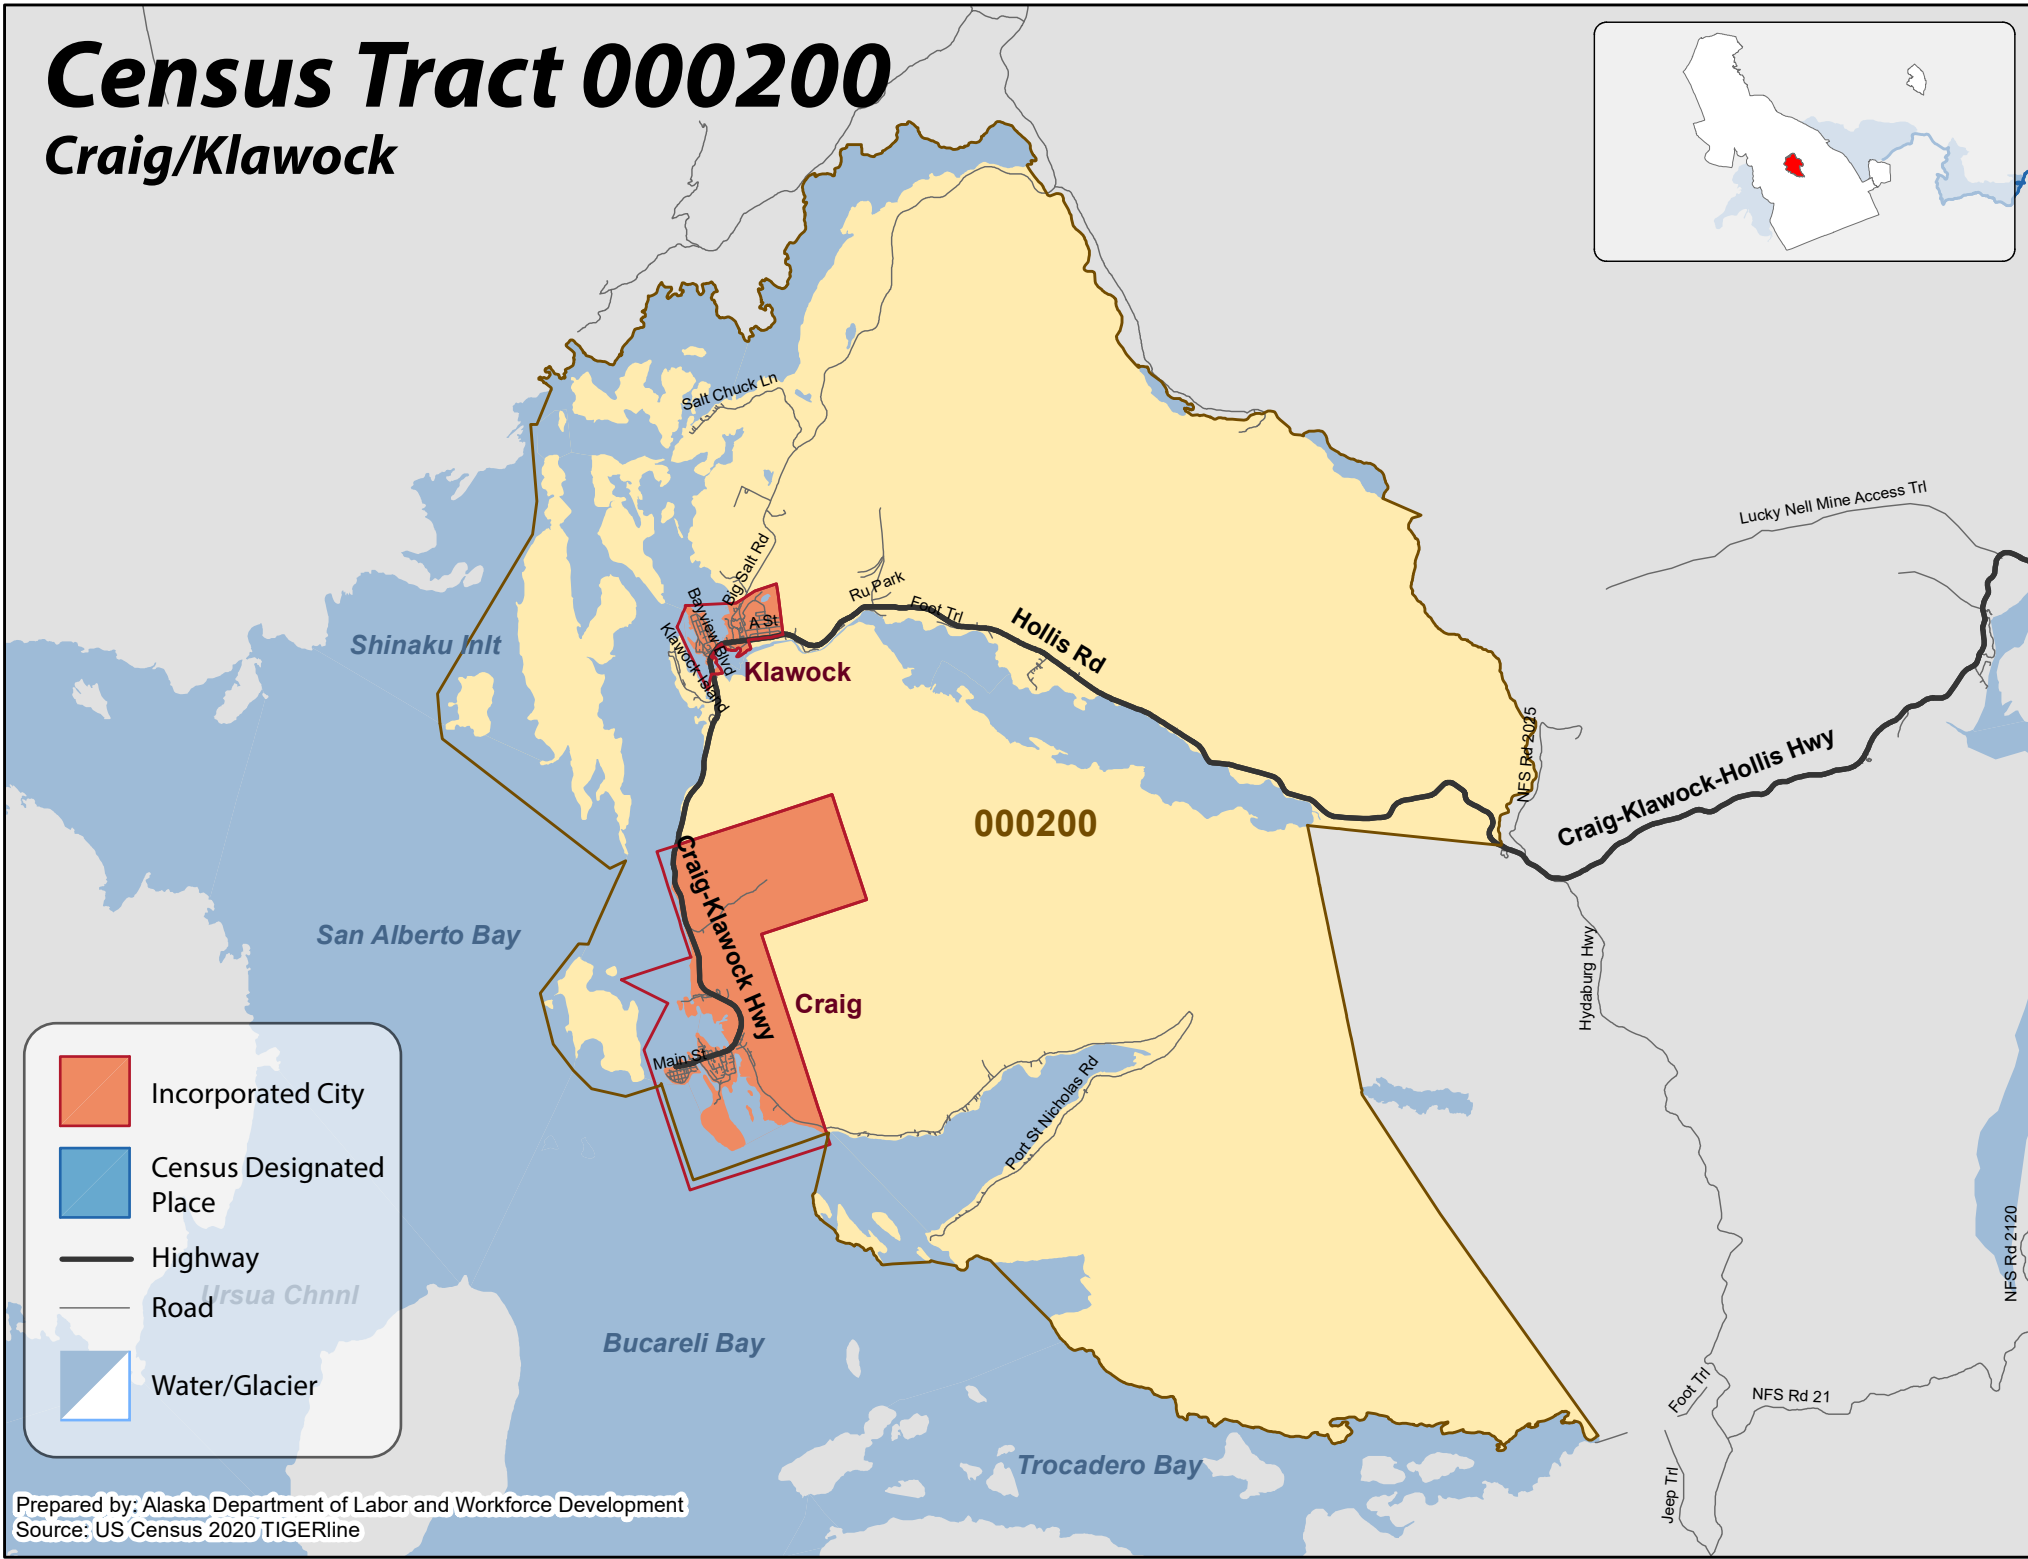 Census Tract 000200
Craig/Klawock
Salt Chuck Ln
Lucky Nell Mine Access Trl
Big Salt Rd
Bayview Blvd
A St
Klawock Island
Ru Park
Foot Trl
Hollis Rd
Shinaku Inlt
Klawock
NFS Rd 2025
Craig-Klawock-Hollis Hwy
000200
Craig-Klawock Hwy
San Alberto Bay
Hydaburg Hwy
Craig
Main St
Port St Nicholas Rd
Incorporated City
Census Designated
Place
Highway
Road
Water/Glacier
Ursua Chnnl
NFS Rd 2120
Bucareli Bay
Foot Trl
NFS Rd 21
Trocadero Bay
Jeep Trl
Prepared by: Alaska Department of Labor and Workforce Development
Source: US Census 2020 TIGERline